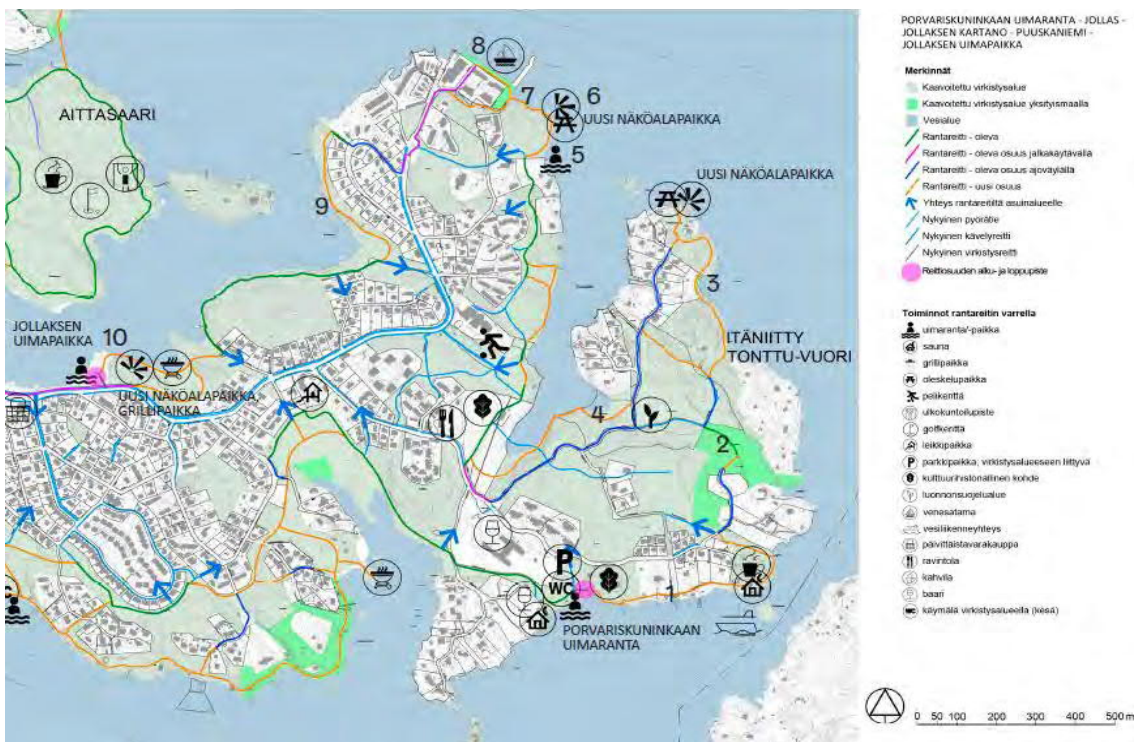 AITTASAARI
8
7
6
UUSI NÄKÖALAPAIKKA
5
UUSI NÄKÖALAPAIKKA
9
3
ITÄNIITTY
TONTTU-VUORI
JOLLAKSEN
UIMAPAIKKA
10
UUSI NÄKÖALAPAIKKA,
GRILLIPAIKKA
4
2
P
WC
1
PORVARISKUNINKAAN
UIMARANTA
PORVARISKUNINKAAN UIMARANTA - JOLLAS -
JOLLAKSEN KARTANO - PUUSKANIEMI -
JOLLAKSEN UIMAPAIKKA
Merkinnät
Kaavoitettu virkistysalue
Kaavoitettu virkistysalue yksityismaalla
Vesialue
Rantareitti - oleva
Rantareitti - oleva osuus jalkakäytävällä
Rantareitti - oleva osuus ajoväylällä
Rantareitti - uusi osuus
Yhteys rantareitiltä asuinalueelle
Nykyinen pyörätie
Nykyinen kävelyreitti
Nykyinen virkistysreitti
Reittiosuuden alku- ja loppupiste
Toiminnot rantareitin varrella
uimaranta/-paikka
sauna
grillipaikka
oleskelupaikka
pelikenttä
ulkokuntoilupiste
golfkenttä
leikkipaikka
P parkkipaikka, virkistysalueeseen liittyvä
kulttuurihistoriallinen kohde
luonnonsuojelualue
venesatama
vesiliikenneyhteys
päivittäistavarakauppa
ravintola
kahvila
baari
WC käymälä virkistysalueella (kesä)
0 50 100 200 300 400 500 m